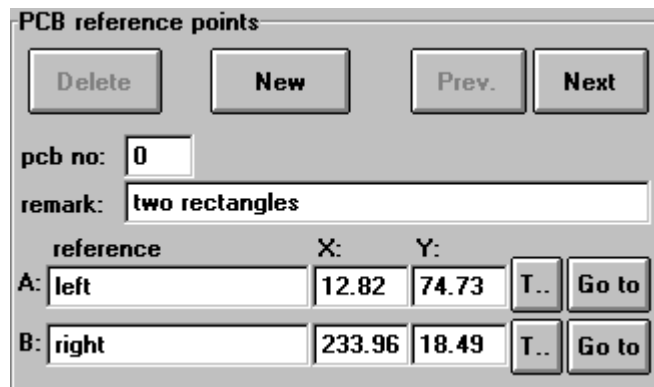 PCB reference points
Delete New Prev. Next
pcb no: 0
remark: two rectangles
reference X: Y:
A: left 12.82 74.73 T.. Go to
B: right 233.96 18.49 T.. Go to